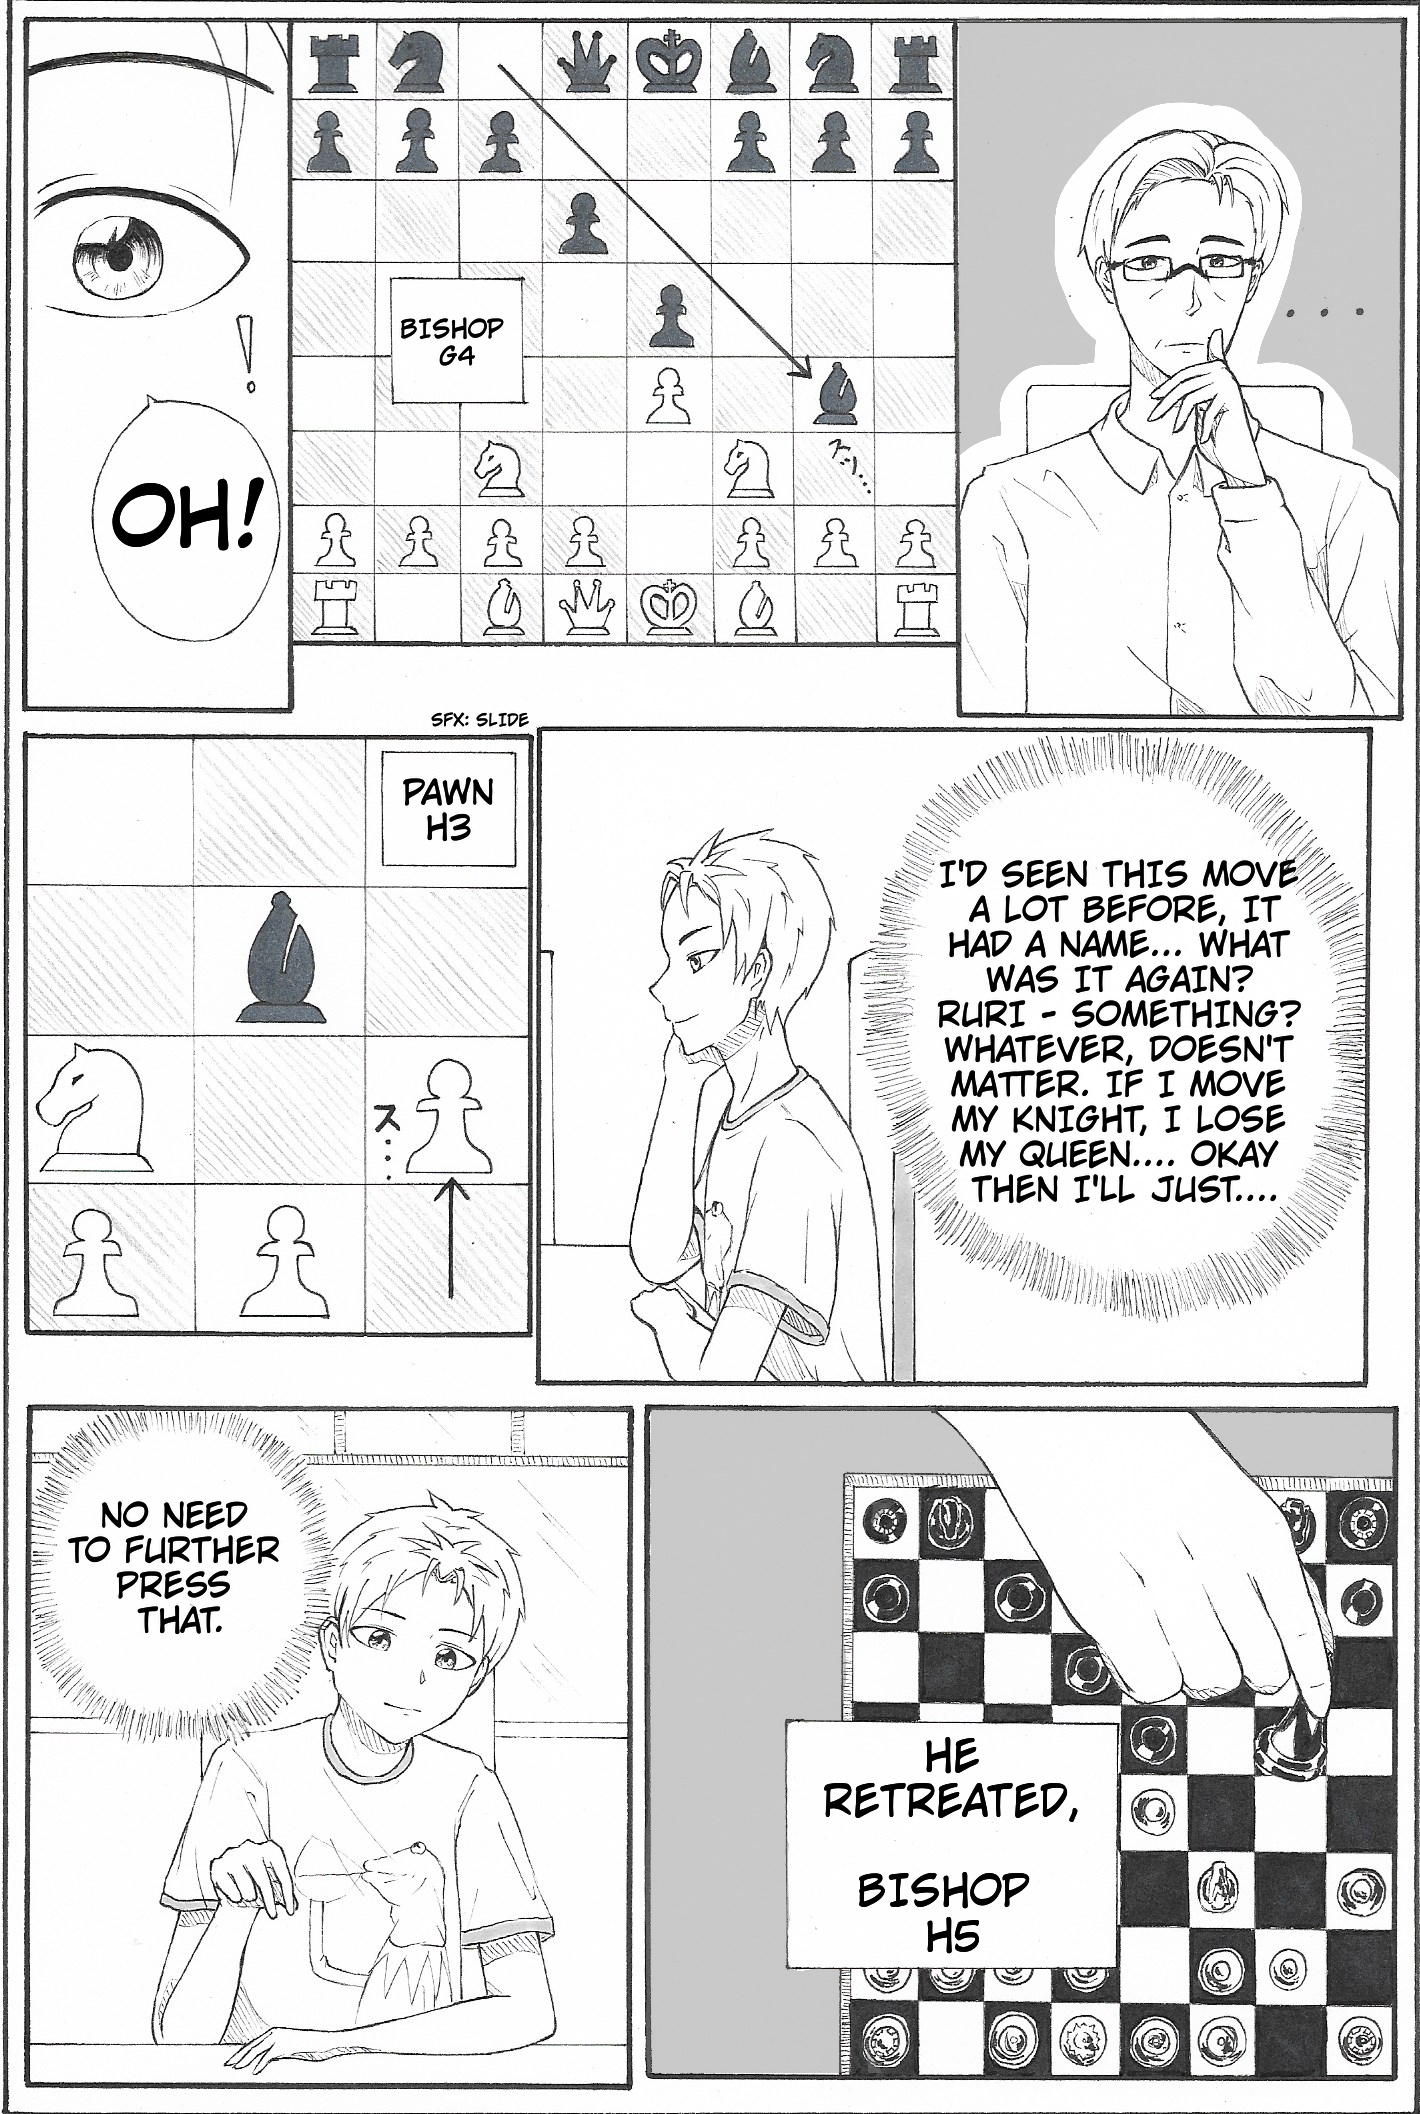 !
OH!
BISHOP
G4
スッ...
...
SFX: SLIDE
PAWN
H3
ス...
I'D SEEN THIS MOVE
A LOT BEFORE, IT
HAD A NAME... WHAT
WAS IT AGAIN?
RURI - SOMETHING?
WHATEVER, DOESN'T
MATTER. IF I MOVE
MY KNIGHT, I LOSE
MY QUEEN.... OKAY
THEN I'LL JUST....
NO NEED
TO FURTHER
PRESS
THAT.
HE
RETREATED,
BISHOP
H5